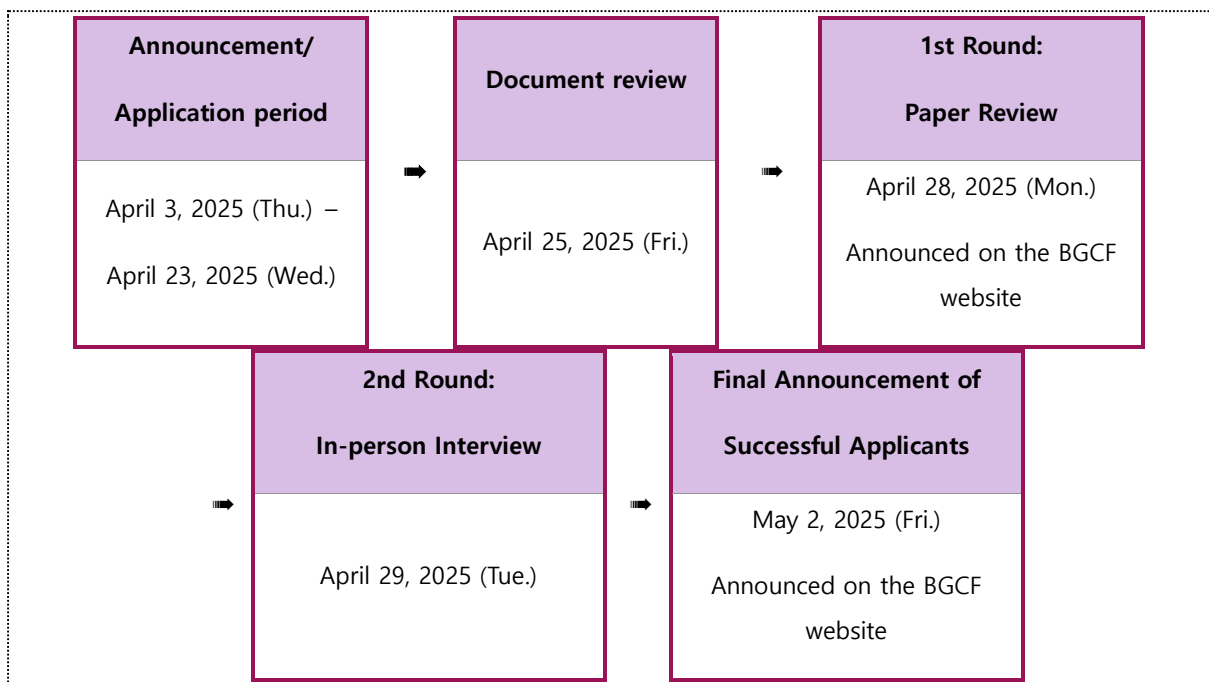 Announcement/
Application period
April 3, 2025 (Thu.) –
April 23, 2025 (Wed.)
➠
Document review
April 25, 2025 (Fri.)
➠
1st Round:
Paper Review
April 28, 2025 (Mon.)
Announced on the BGCF
website
➠
2nd Round:
In-person Interview
April 29, 2025 (Tue.)
➠
Final Announcement of
Successful Applicants
May 2, 2025 (Fri.)
Announced on the BGCF
website